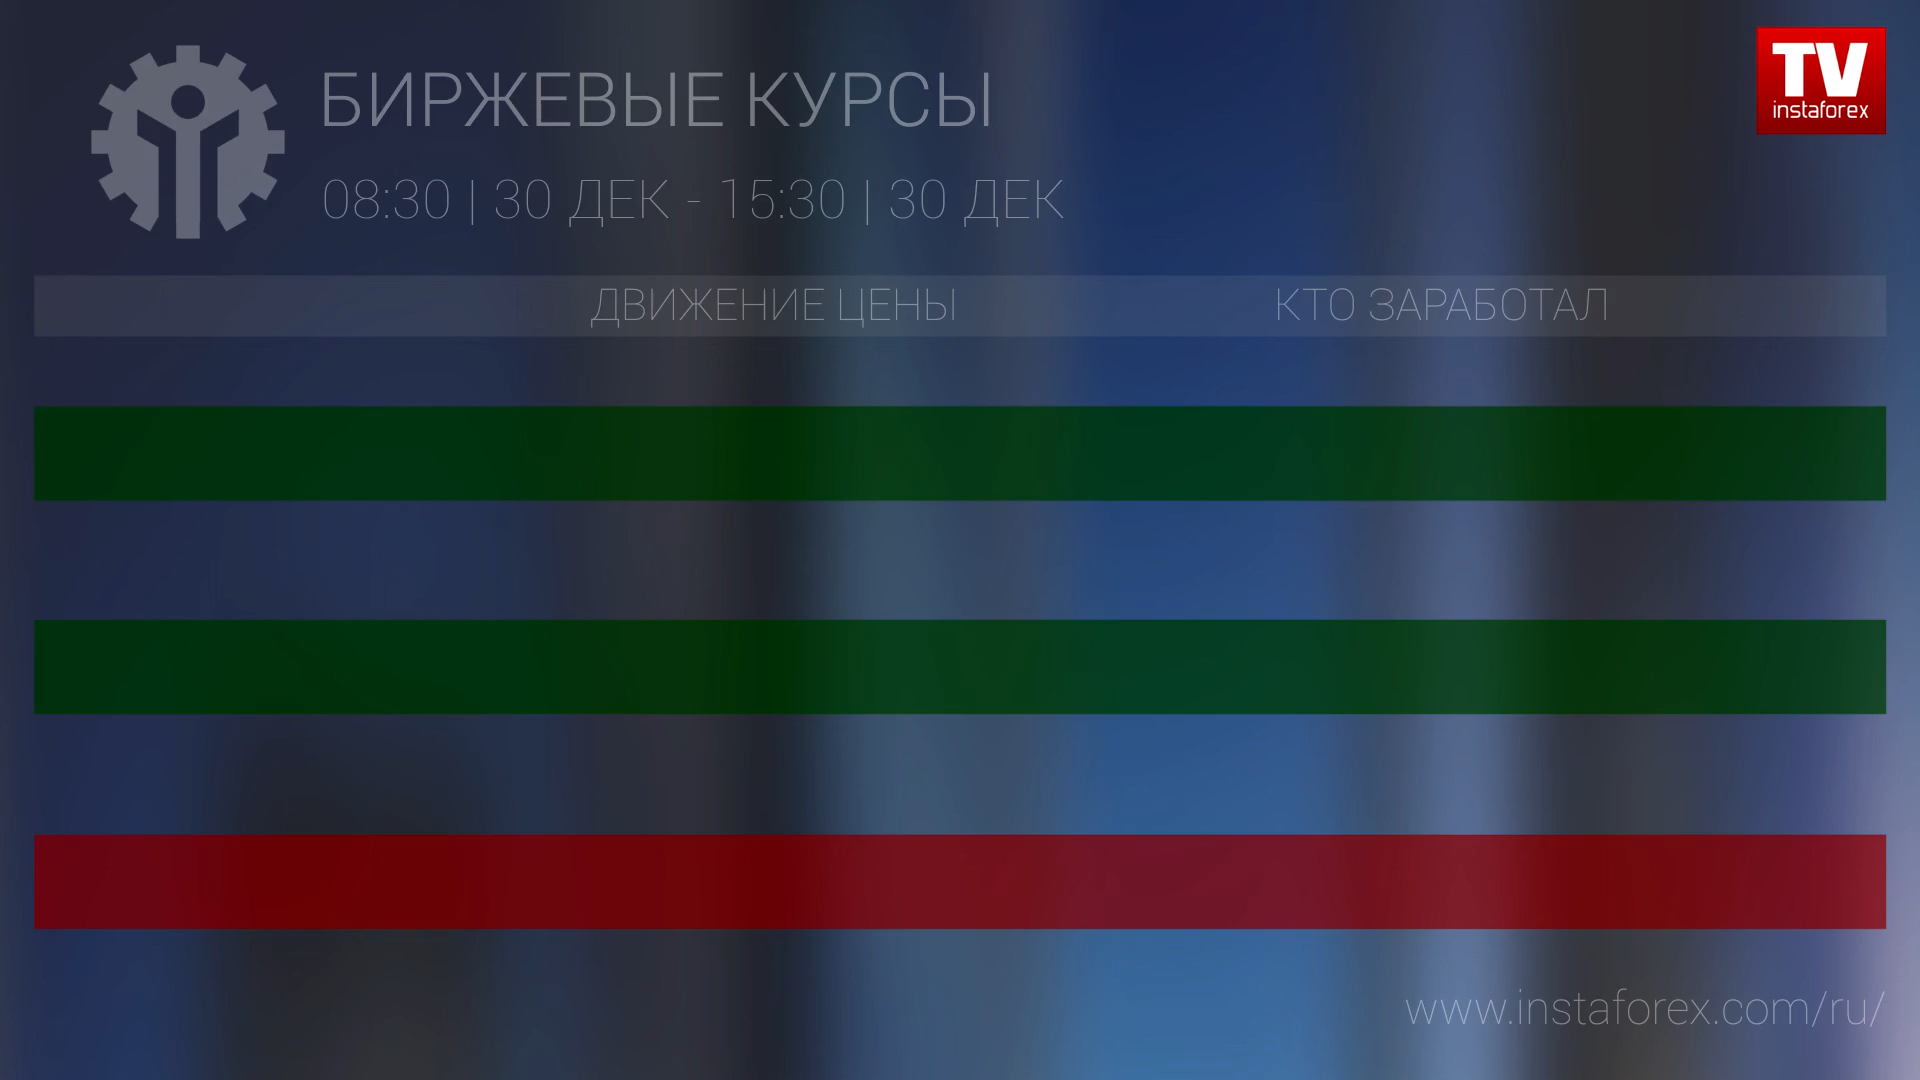 БИРЖЕВЫЕ КУРСЫ
TV
instaforex
08:30 | 30 ДЕК - 15:30 | 30 ДЕК
ДВИЖЕНИЕ ЦЕНЫ
КТО ЗАРАБОТАЛ
www.instaforex.com/ru/